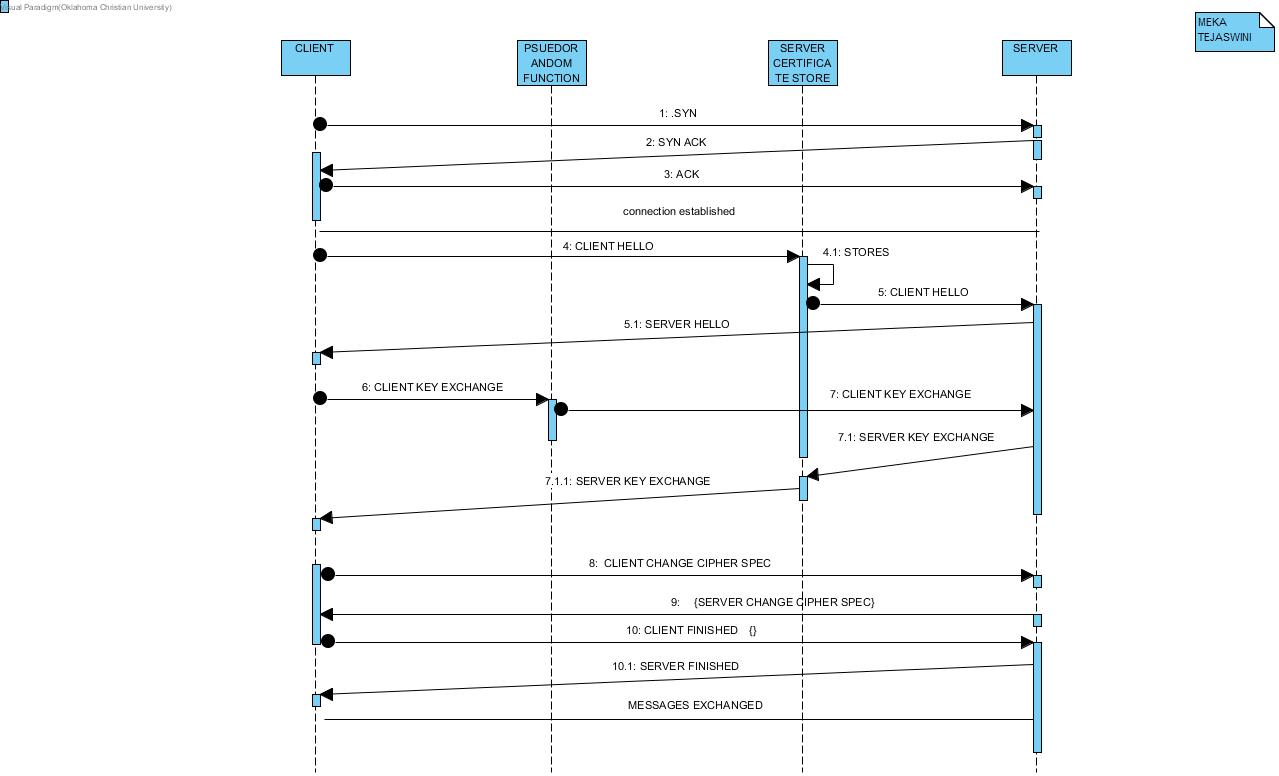 Visual Paradigm(Oklahoma Christian University)
MEKA
TEJASWINI
CLIENT
PSUEDOR
ANDOM
FUNCTION
SERVER
CERTIFICA
TE STORE
SERVER
1: .SYN
2: SYN ACK
3: ACK
connection established
4: CLIENT HELLO
4.1: STORES
5: CLIENT HELLO
5.1: SERVER HELLO
6: CLIENT KEY EXCHANGE
7: CLIENT KEY EXCHANGE
7.1: SERVER KEY EXCHANGE
7.1.1: SERVER KEY EXCHANGE
8: CLIENT CHANGE CIPHER SPEC
9: {SERVER CHANGE CIPHER SPEC}
10: CLIENT FINISHED {}
10.1: SERVER FINISHED
MESSAGES EXCHANGED